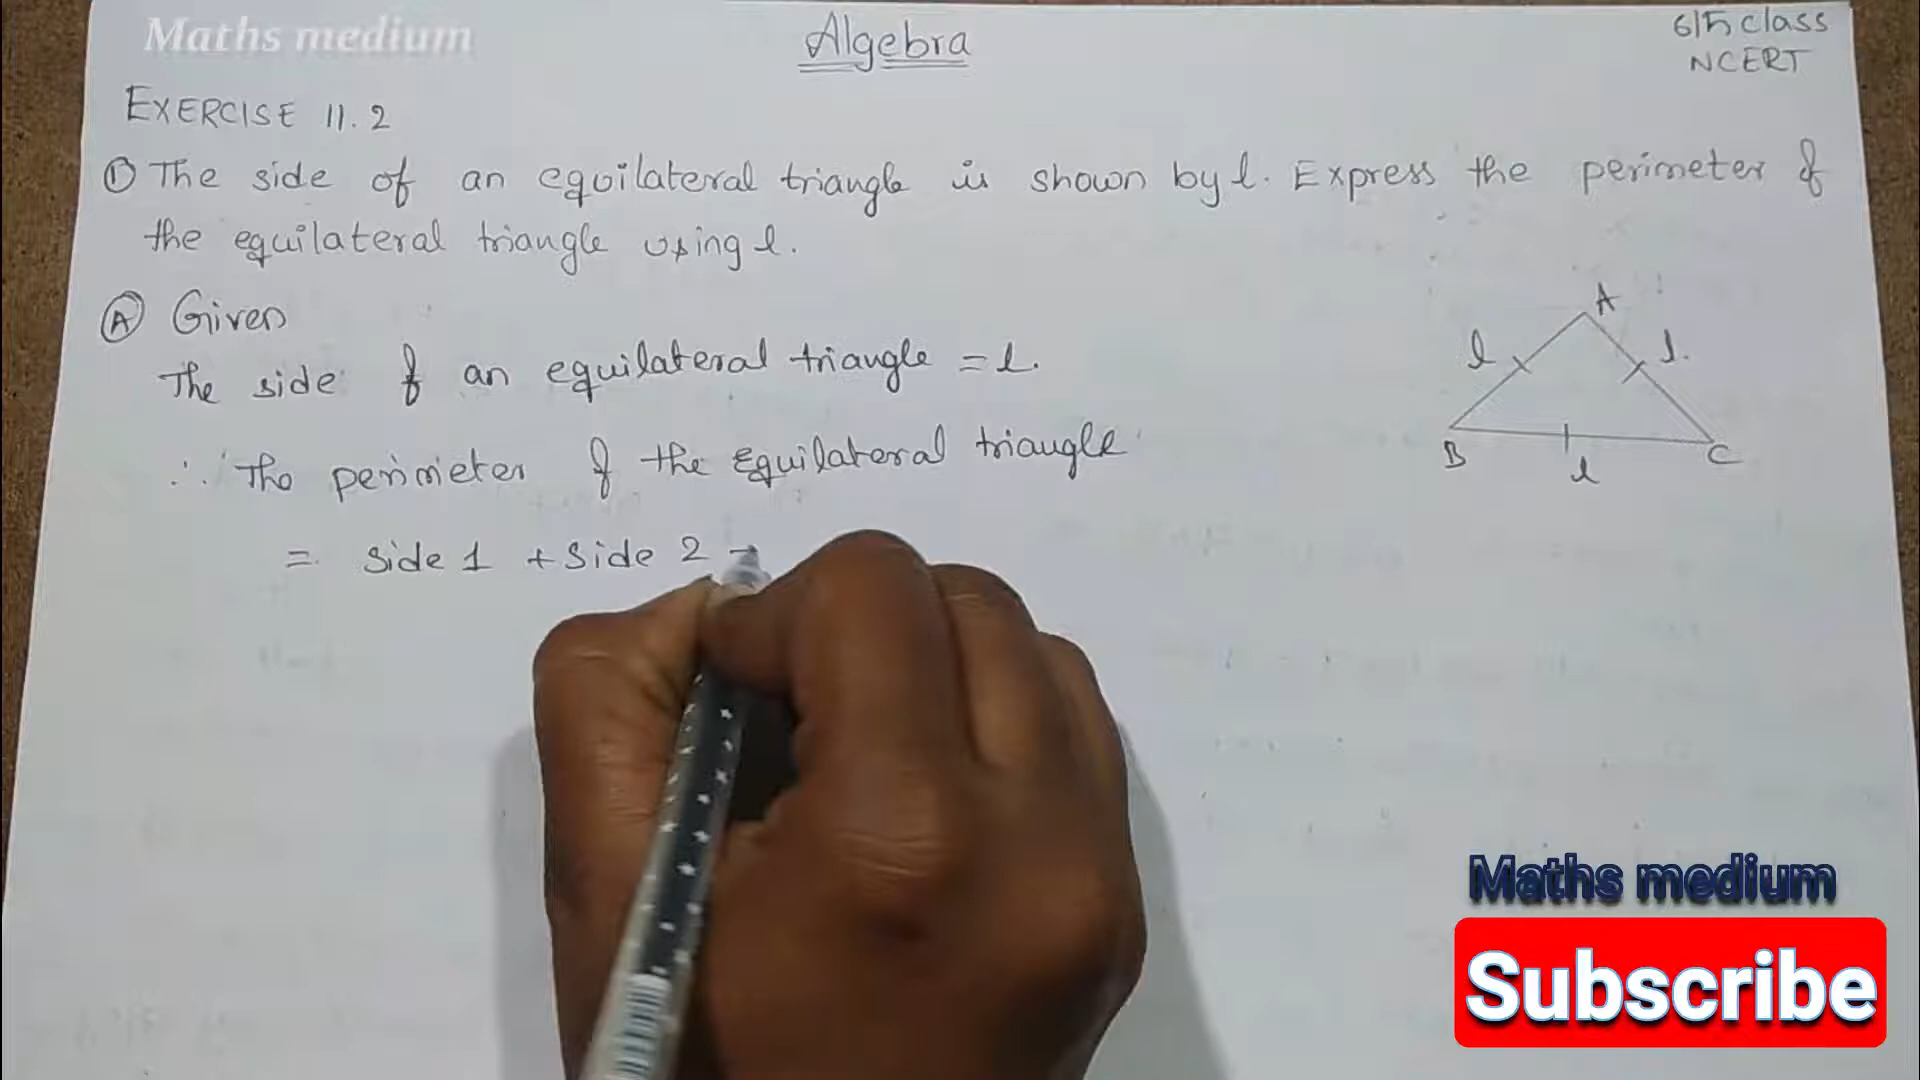 Maths medium
Algebra
6th class
NCERT
EXERCISE 11.2
① The side of an equilateral triangle is shown by l. Express the perimeter of
the equilateral triangle using l.
Ⓐ Given
The side of an equilateral triangle = l.
∴ The perimeter of the Equilateral triangle
= side 1 + side 2 +
A
l
l.
B
C
l
Maths medium
Subscribe